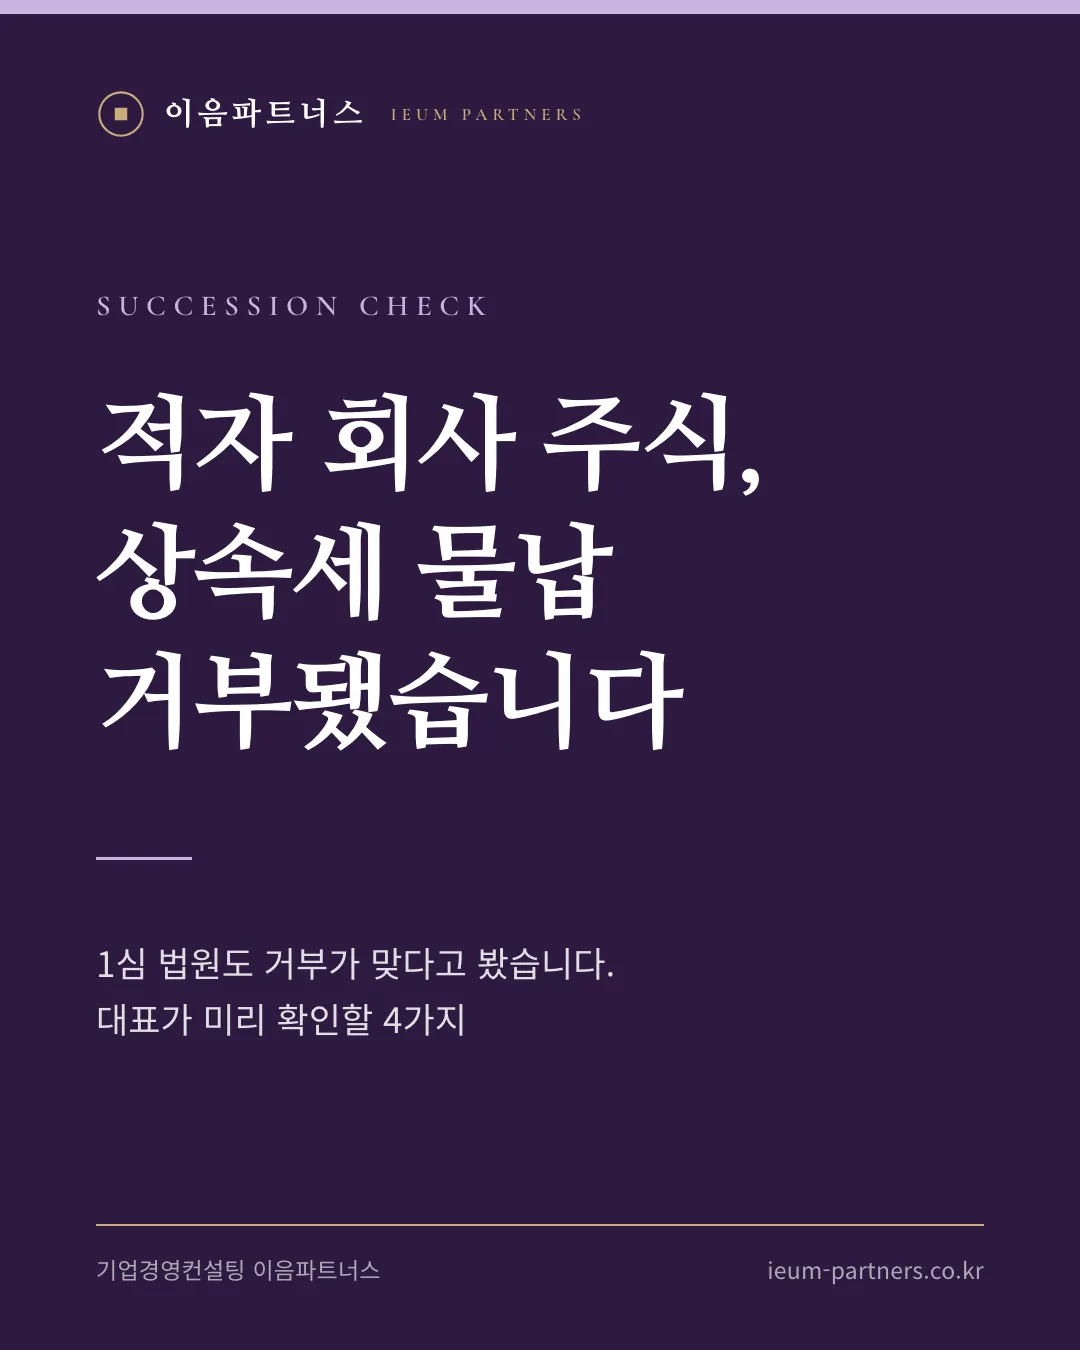 이음파트너스 IEUM PARTNERS
SUCCESSION CHECK
적자 회사 주식,
상속세 물납
거부됐습니다
1심 법원도 거부가 맞다고 봤습니다.
대표가 미리 확인할 4가지
기업경영컨설팅 이음파트너스
ieum-partners.co.kr